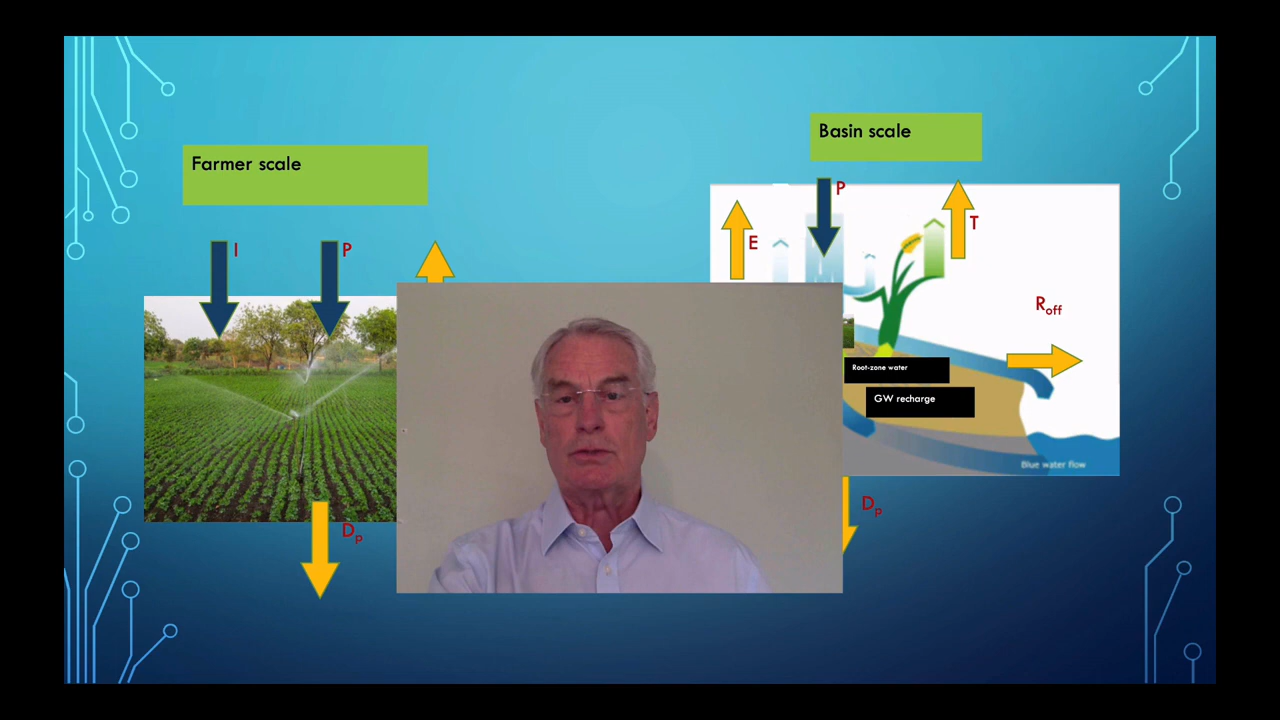 Farmer scale
I
P
Dp
Basin scale
P
E
T
Roff
Root-zone water
GW recharge
Blue water flow
Dp